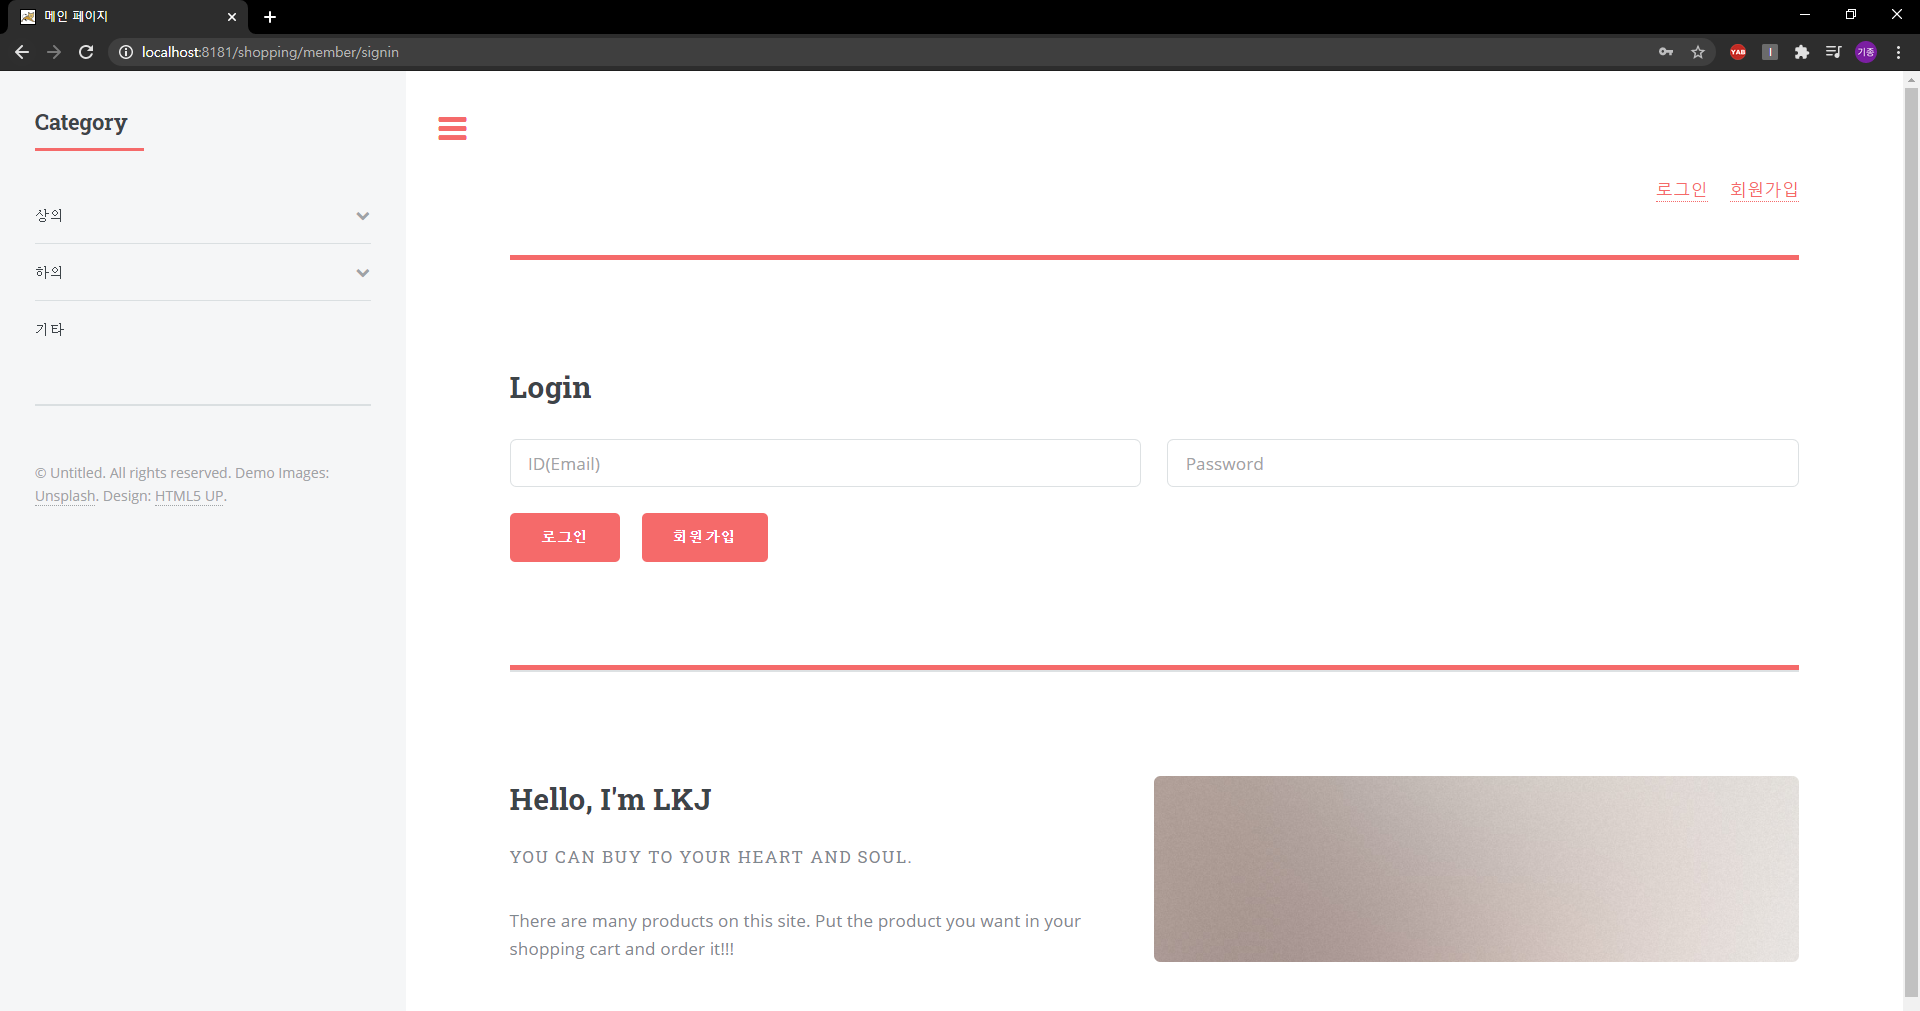 메인 페이지
localhost:8181/shopping/member/signin
YAB
I
기종
Category
상의
하의
기타
© Untitled. All rights reserved. Demo Images:
Unsplash. Design: HTML5 UP.
로그인 회원가입
Login
ID(Email) Password
로그인 회원가입
Hello, I'm LKJ
YOU CAN BUY TO YOUR HEART AND SOUL.
There are many products on this site. Put the product you want in your
shopping cart and order it!!!